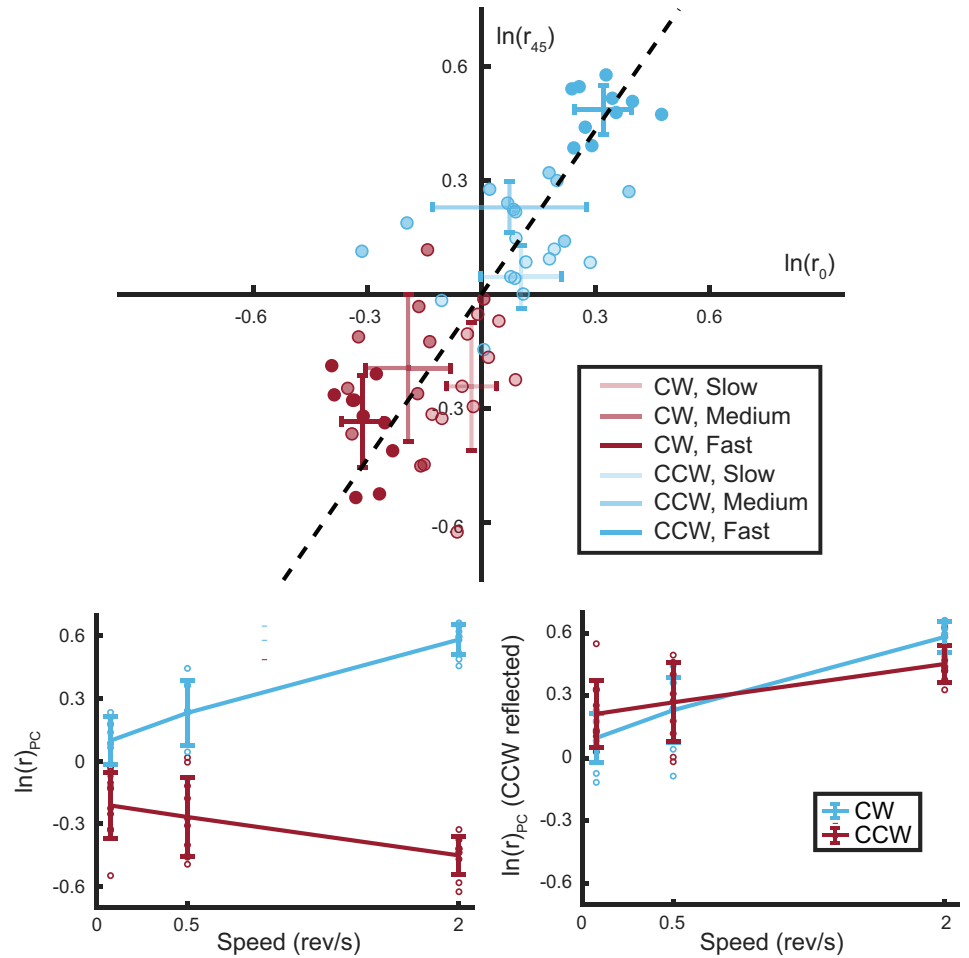 ln(r45)
0.6
0.3
ln(r0)
-0.6
-0.3
0.3
0.6
-0.3
-0.6
CW, Slow
CW, Medium
CW, Fast
CCW, Slow
CCW, Medium
CCW, Fast
0.6
0.3
0
-0.3
-0.6
ln(r)PC
0
0.5
2
Speed (rev/s)
0.6
0.3
0
-0.3
-0.6
ln(r)PC (CCW reflected)
CW
CCW
0
0.5
2
Speed (rev/s)